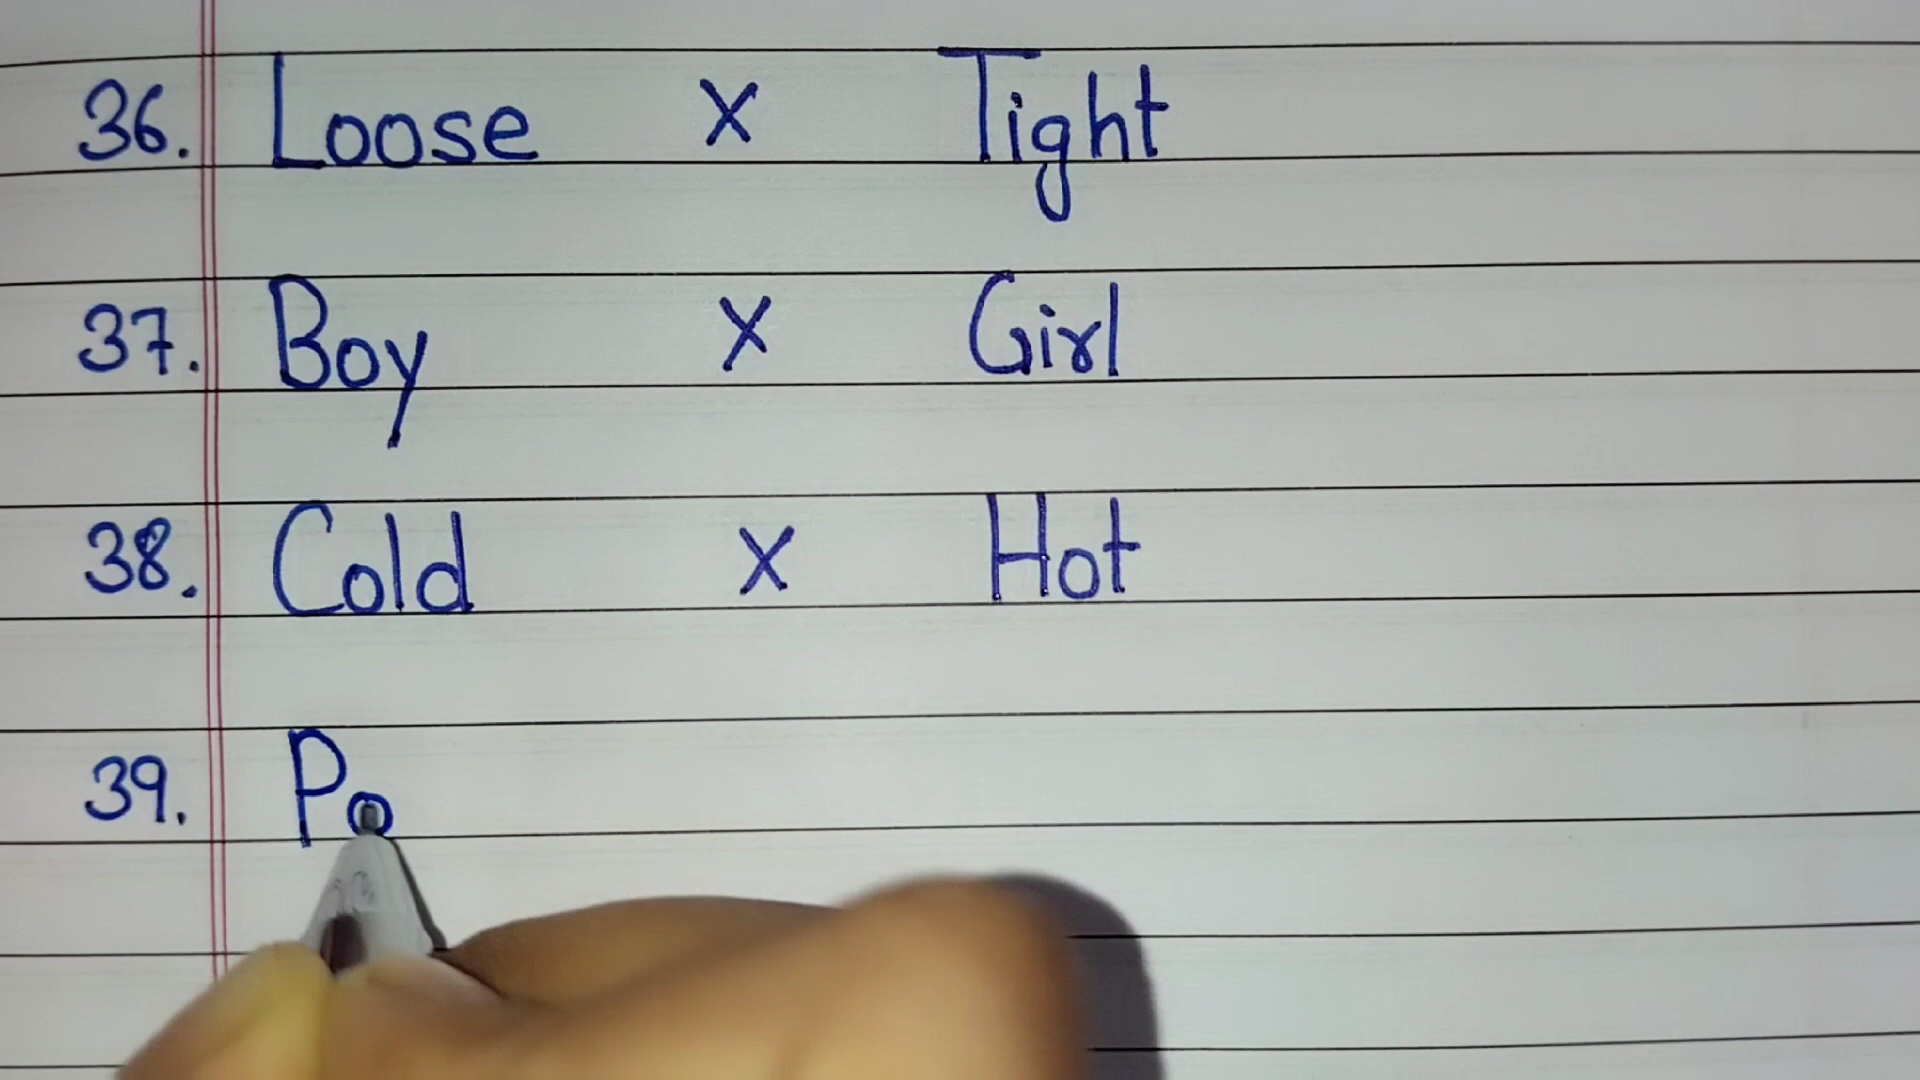 36. Loose X Tight
37. Boy X Girl
38. Cold X Hot
39. Po